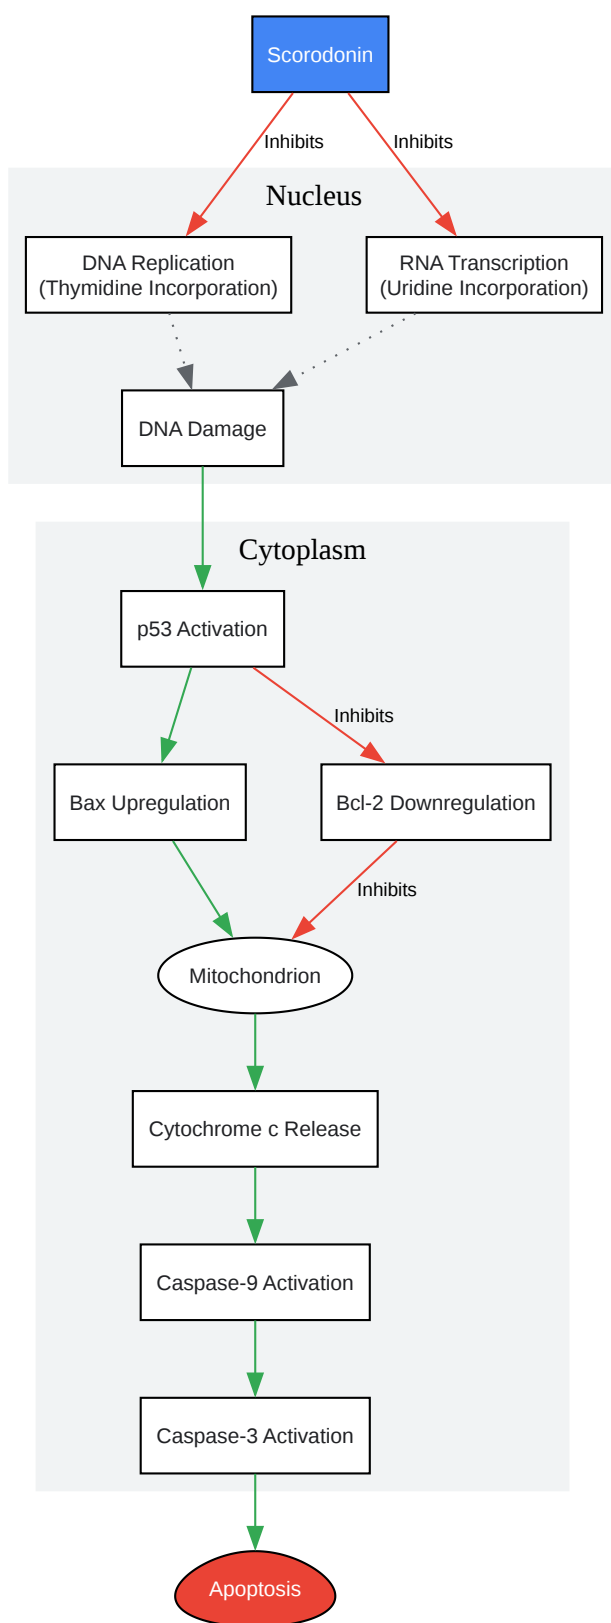 Scorodonin
Inhibits
Inhibits
Nucleus
DNA Replication
(Thymidine Incorporation)
RNA Transcription
(Uridine Incorporation)
DNA Damage
Cytoplasm
p53 Activation
Inhibits
Bax Upregulation
Bcl-2 Downregulation
Inhibits
Mitochondrion
Cytochrome c Release
Caspase-9 Activation
Caspase-3 Activation
Apoptosis